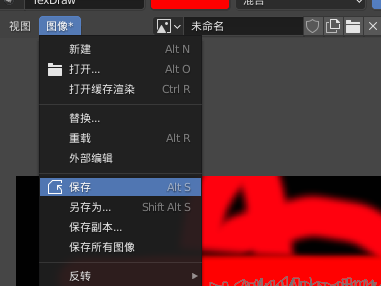 TexDraw
混合
视图 图像* 未命名
新建 Alt N
打开... Alt O
打开缓存渲染 Ctrl R
替换...
重载 Alt R
外部编辑
保存 Alt S
另存为... Shift Alt S
保存副本...
保存所有图像
反转